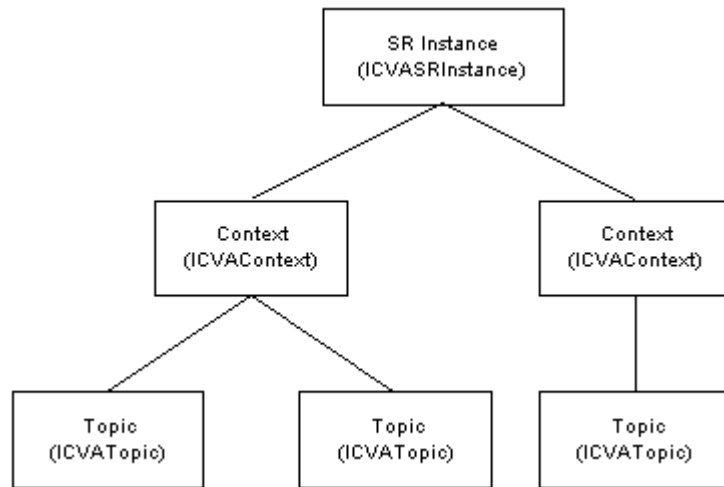 SR Instance
(ICVASRInstance)
Context
(ICVAContext)
Context
(ICVAContext)
Topic
(ICVATopic)
Topic
(ICVATopic)
Topic
(ICVATopic)